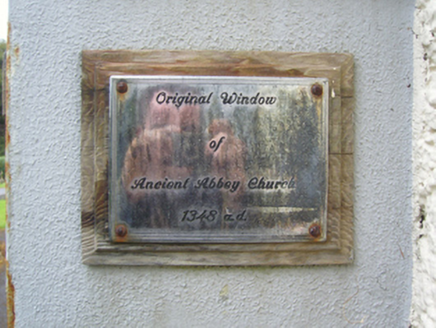 Original Window
of
Ancient Abbey Church
1348 a.d.